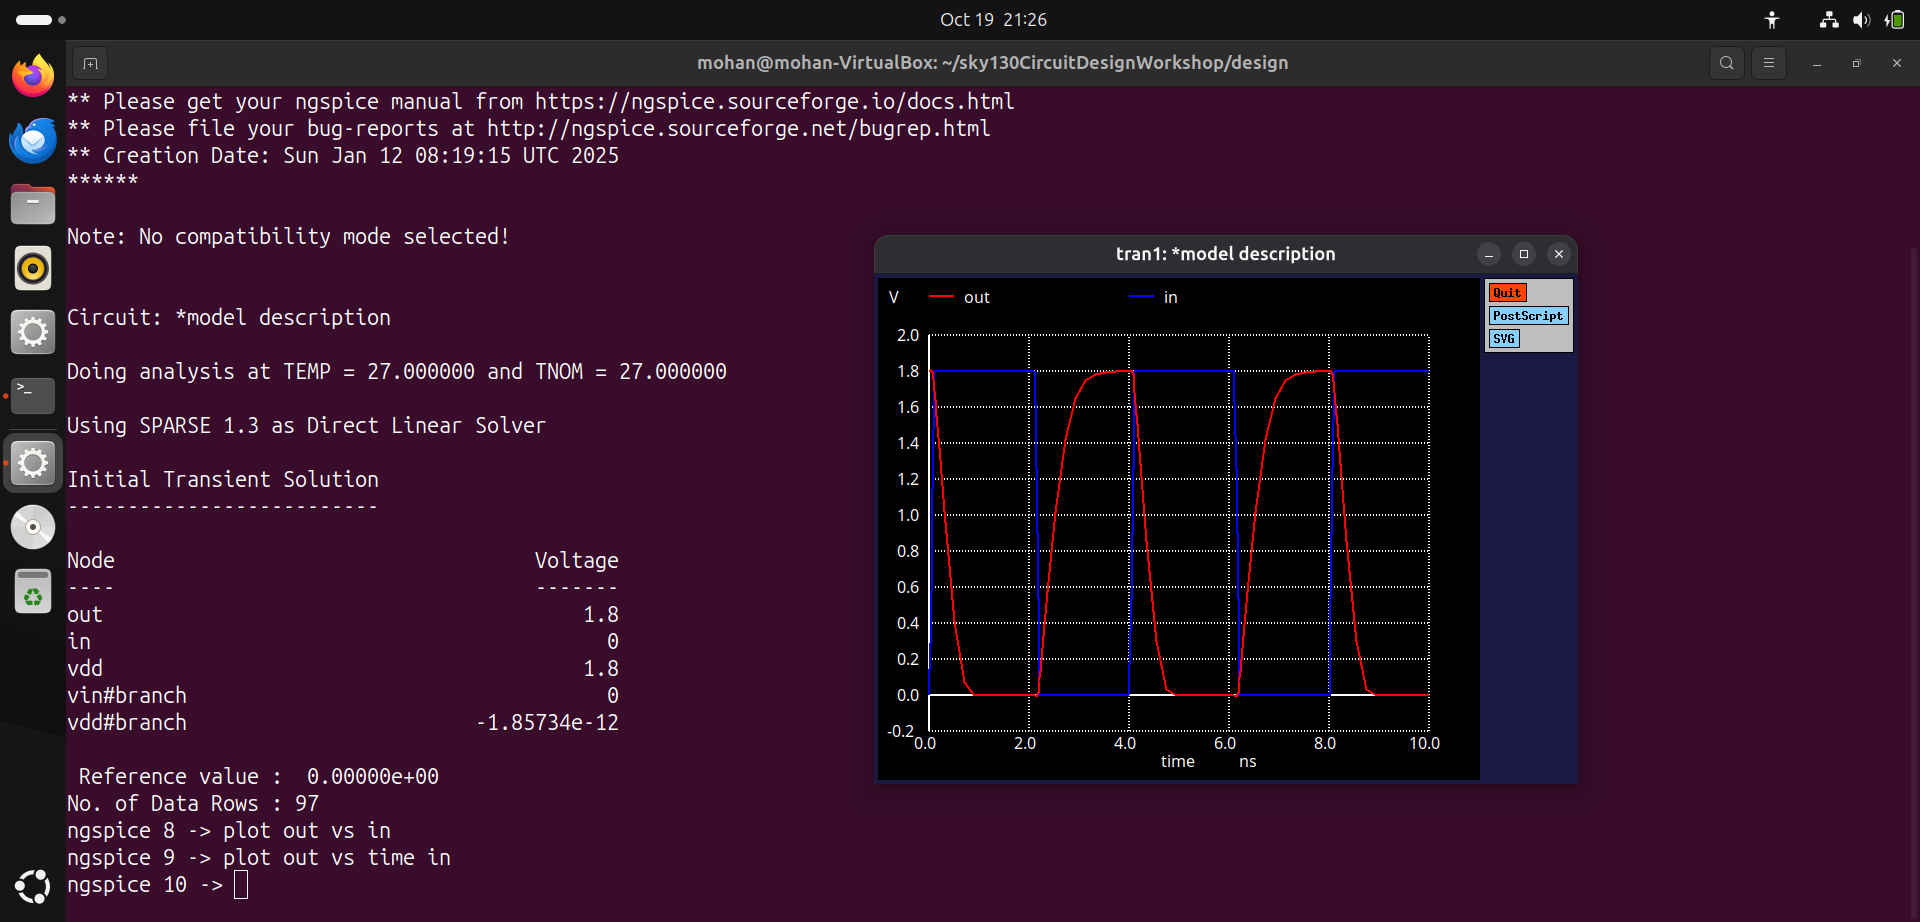 Oct 19 21:26
mohan@mohan-VirtualBox: ~/sky130CircuitDesignWorkshop/design
** Please get your ngspice manual from https://ngspice.sourceforge.io/docs.html
** Please file your bug-reports at http://ngspice.sourceforge.net/bugrep.html
** Creation Date: Sun Jan 12 08:19:15 UTC 2025
******
Note: No compatibility mode selected!
Circuit: *model description
Doing analysis at TEMP = 27.000000 and TNOM = 27.000000
Using SPARSE 1.3 as Direct Linear Solver
Initial Transient Solution
--------------------------
Node Voltage
---- -------
out 1.8
in 0
vdd 1.8
vin#branch 0
vdd#branch -1.85734e-12
Reference value : 0.00000e+00
No. of Data Rows : 97
ngspice 8 -> plot out vs in
ngspice 9 -> plot out vs time in
ngspice 10 ->
tran1: *model description
V out in
Quit
PostScript
SVG
2.0
1.8
1.6
1.4
1.2
1.0
0.8
0.6
0.4
0.2
0.0
-0.2
0.0 2.0 4.0 6.0 8.0 10.0
time ns